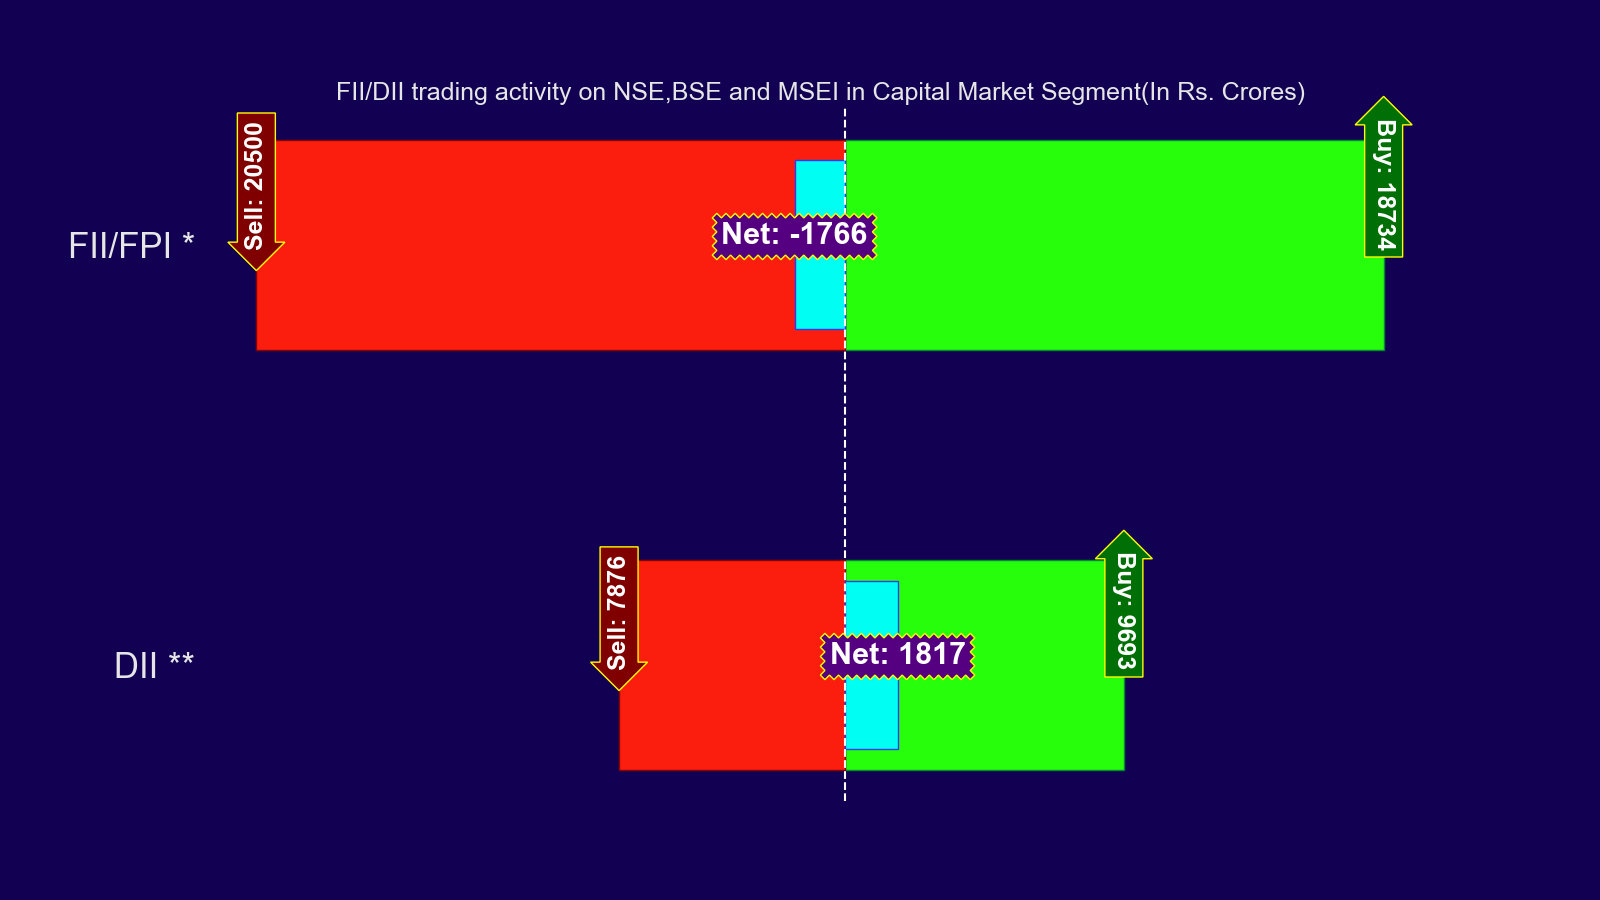 FII/DII trading activity on NSE,BSE and MSEI in Capital Market Segment(In Rs. Crores)
FII/FPI *
Sell: 20500
Net: -1766
Buy: 18734
DII **
Sell: 7876
Net: 1817
Buy: 9693